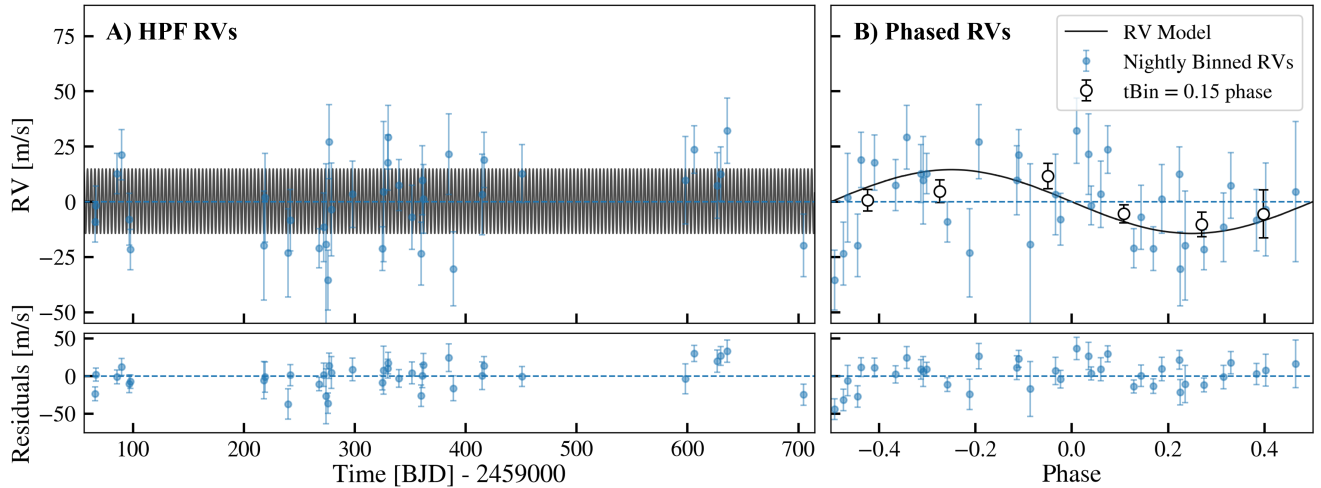 A) HPF RVs
B) Phased RVs
RV Model
Nightly Binned RVs
tBin = 0.15 phase
RV [m/s]
75
50
25
0
−25
−50
Residuals [m/s]
50
0
−50
100
200
300
400
500
600
700
Time [BJD] - 2459000
−0.4
−0.2
0.0
0.2
0.4
Phase